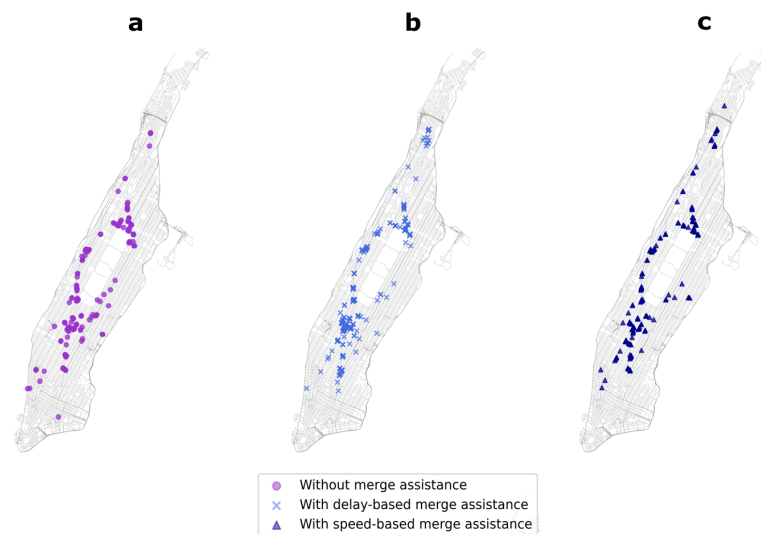 a b c
Without merge assistance
With delay-based merge assistance
With speed-based merge assistance